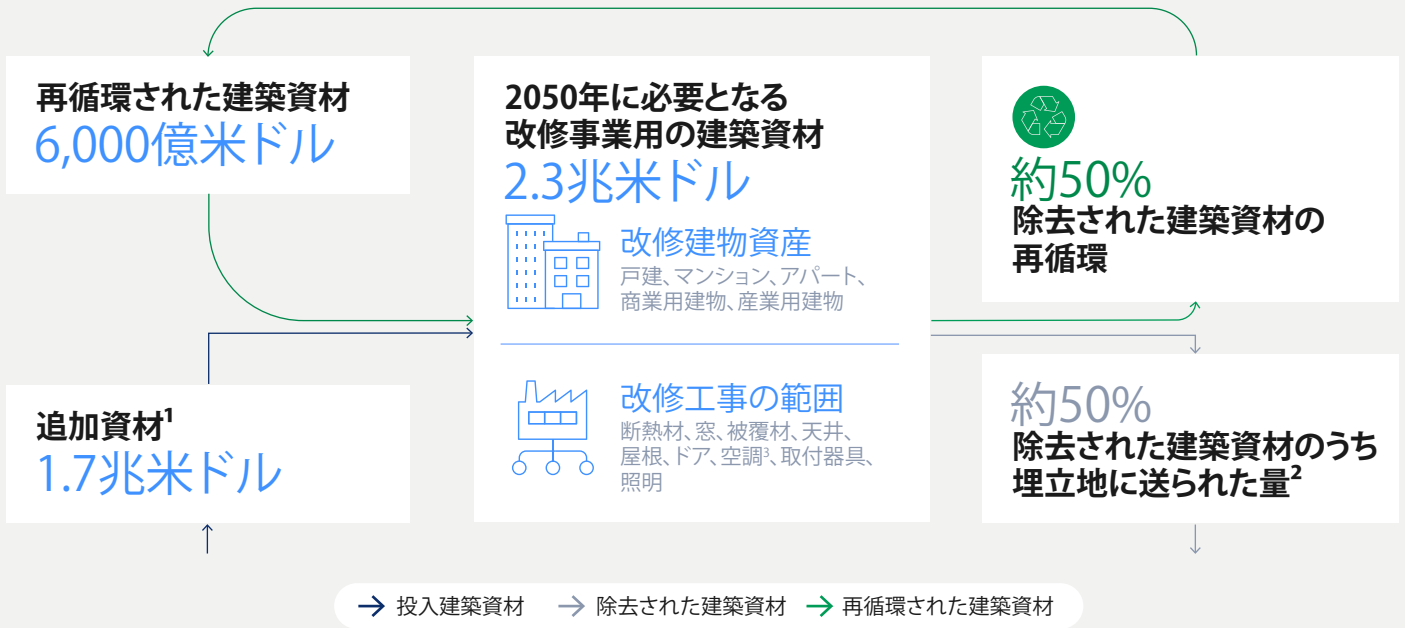 再循環された建築資材
6,000億米ドル
追加資材¹
1.7兆米ドル
2050年に必要となる
改修事業用の建築資材
2.3兆米ドル
改修建物資産
戸建、マンション、アパート、
商業用建物、産業用建物
改修工事の範囲
断熱材、窓、被覆材、天井、
屋根、ドア、空調³、取付器具、
照明
約50%
除去された建築資材の
再循環
約50%
除去された建築資材のうち
埋立地に送られた量²
投入建築資材 除去された建築資材 再循環された建築資材